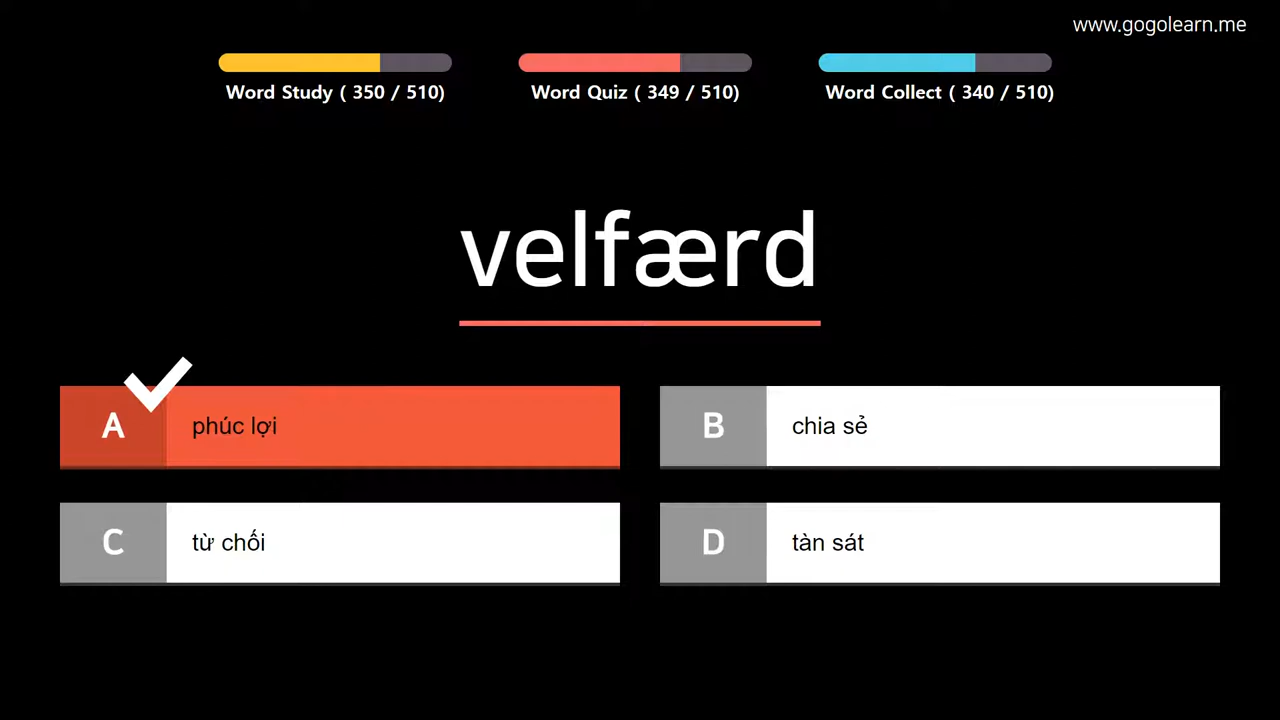 www.gogolearn.me
Word Study ( 350 / 510)
Word Quiz ( 349 / 510)
Word Collect ( 340 / 510)
velfærd
A phúc lợi
B chia sẻ
C từ chối
D tàn sát